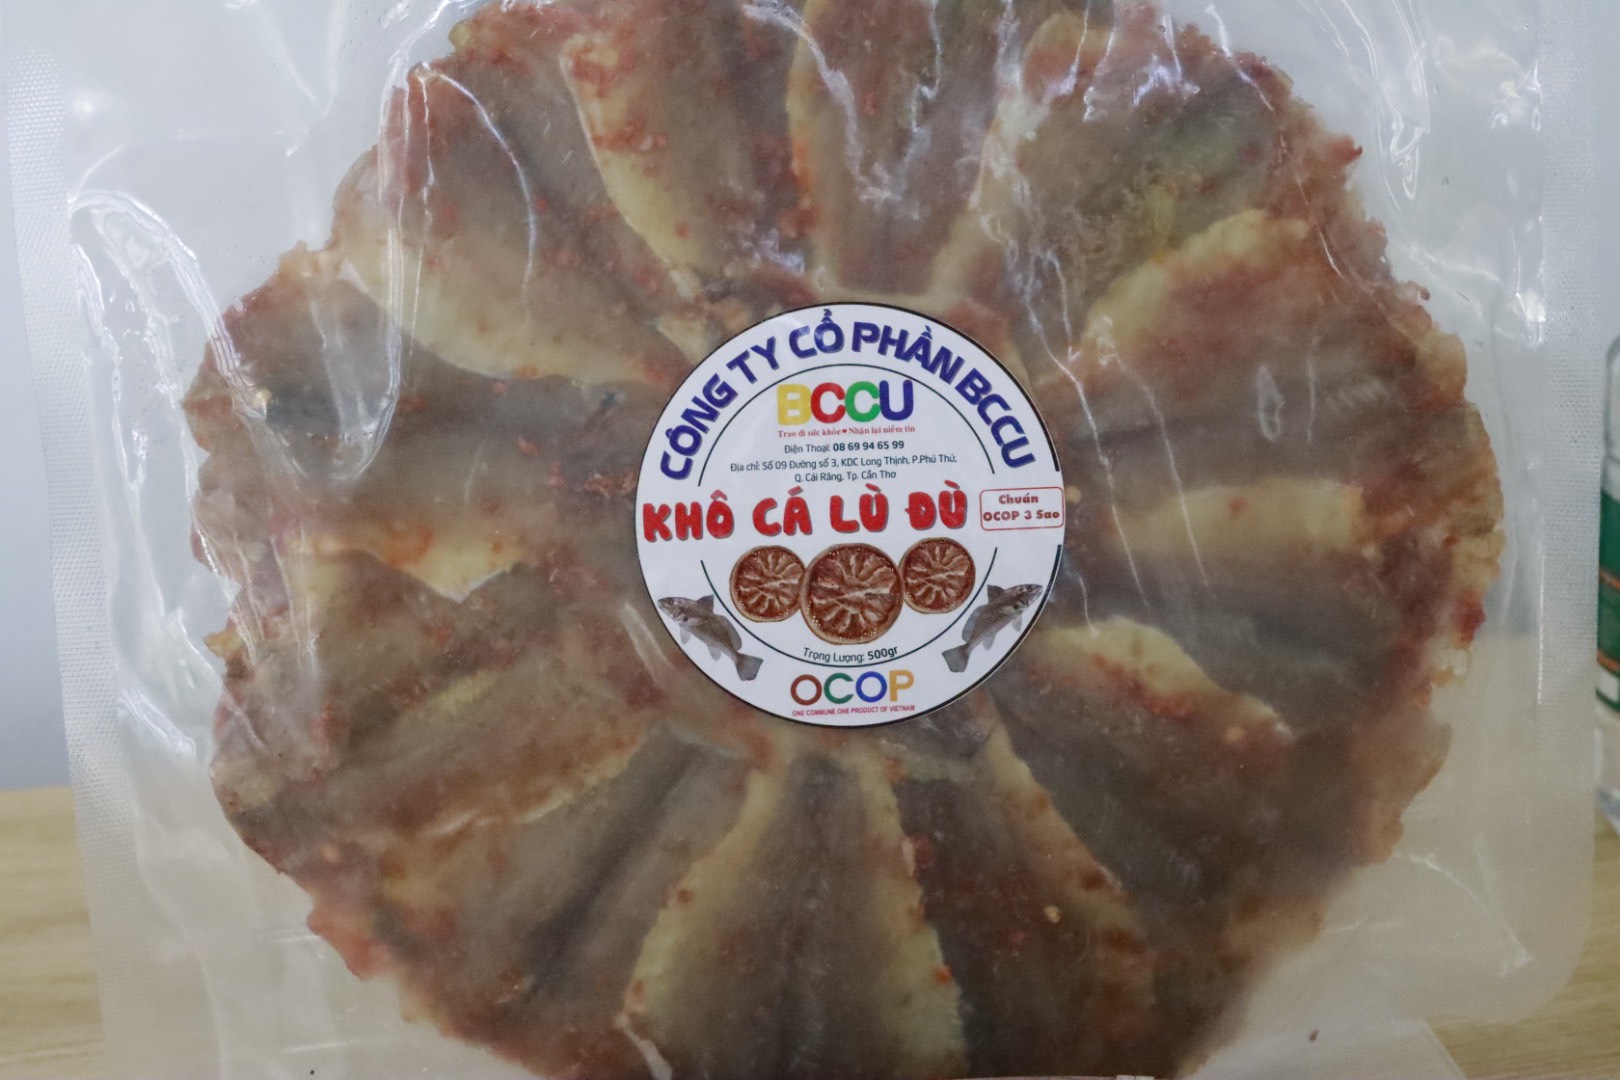 CÔNG TY CỔ PHẦN BCCU
BCCU
Trao đi sức khỏe ♥ Nhận lại niềm tin
Điện Thoại: 08 69 94 65 99
Địa chỉ: Số 09 Đường số 3, KDC Long Thịnh, P.Phú Thứ,
Q. Cái Răng, Tp. Cần Thơ
KHÔ CÁ LÙ ĐÙ
Chuẩn
OCOP 3 Sao
Trọng Lượng: 500gr
OCOP
ONE COMMUNE ONE PRODUCT OF VIETNAM